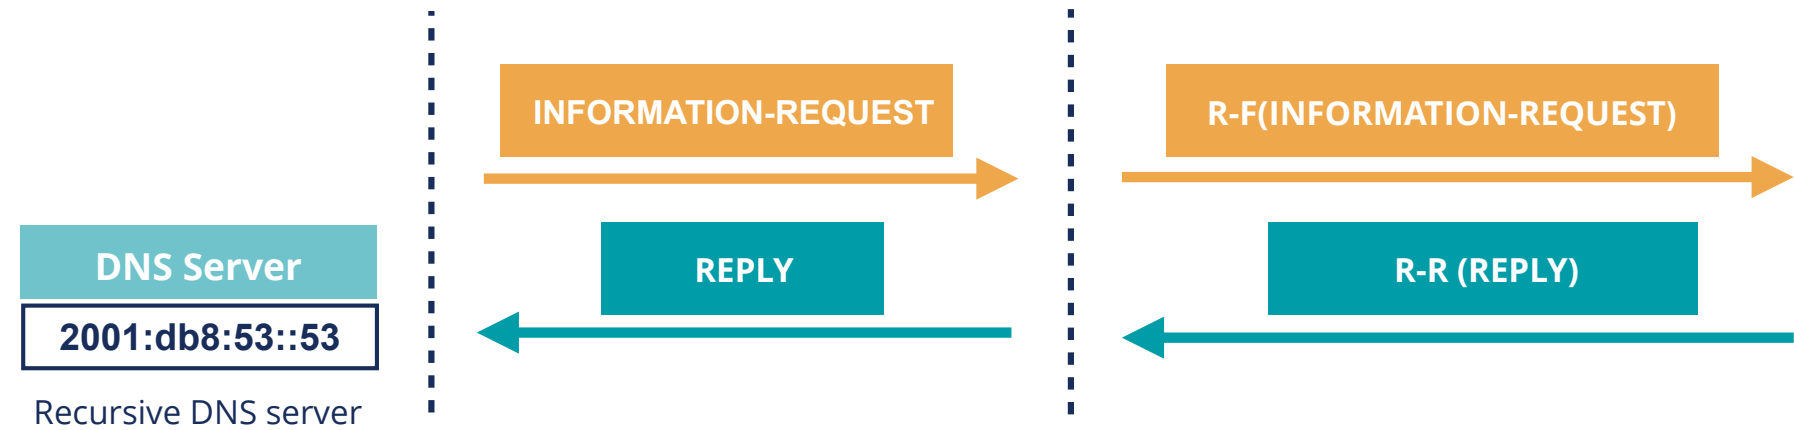 INFORMATION-REQUEST
R-F(INFORMATION-REQUEST)
DNS Server
REPLY
R-R (REPLY)
2001:db8:53::53
Recursive DNS server